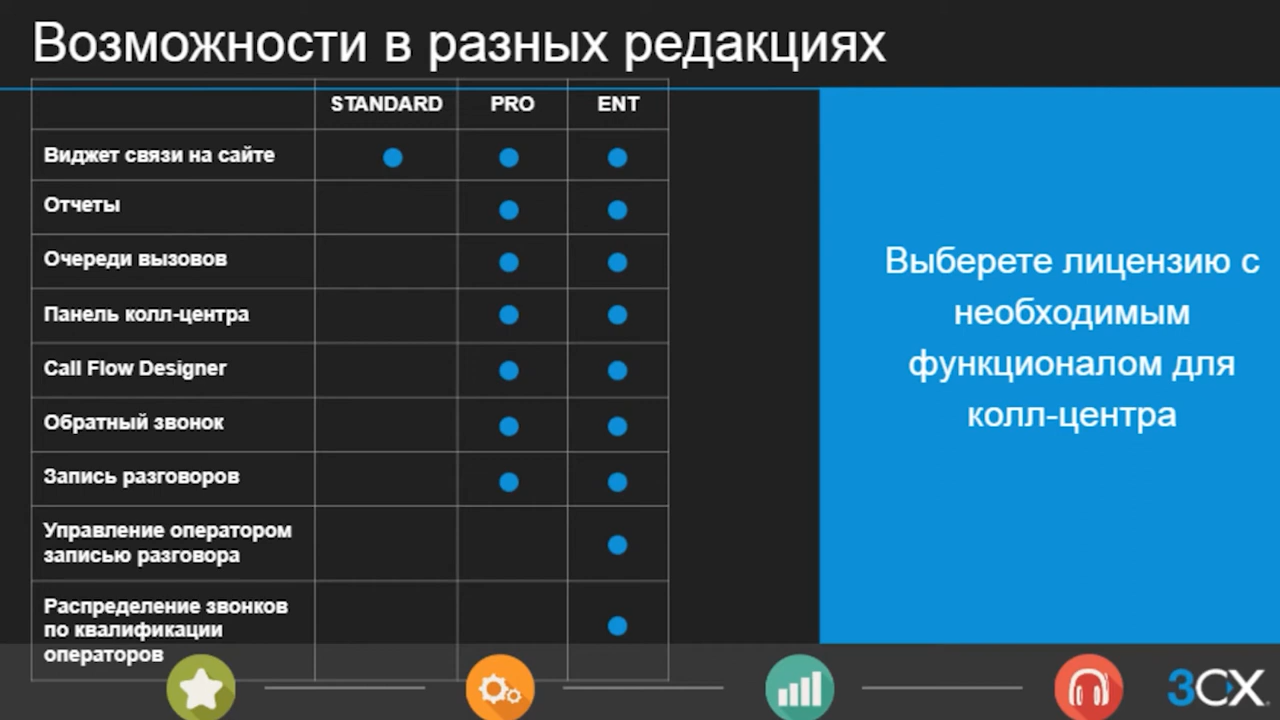 Возможности в разных редакциях
STANDARD PRO ENT
Виджет связи на сайте
Отчеты
Очереди вызовов
Панель колл-центра
Call Flow Designer
Обратный звонок
Запись разговоров
Управление оператором
записью разговора
Распределение звонков
по квалификации
операторов
Выберете лицензию с
необходимым
функционалом для
колл-центра
3CX